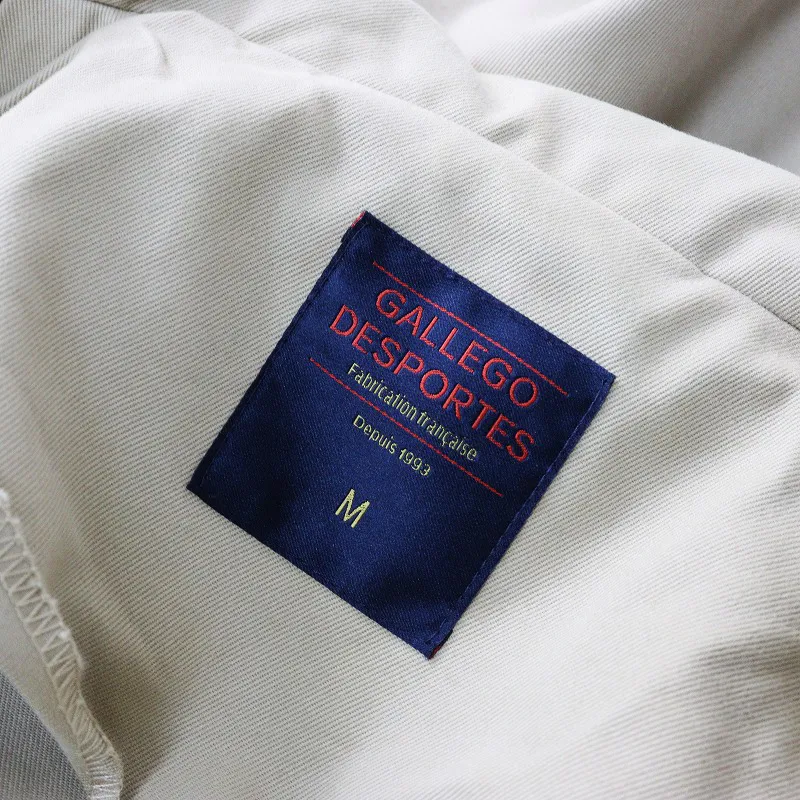 GALLEGO
DESPORTES
Fabrication française
Depuis 1993
M